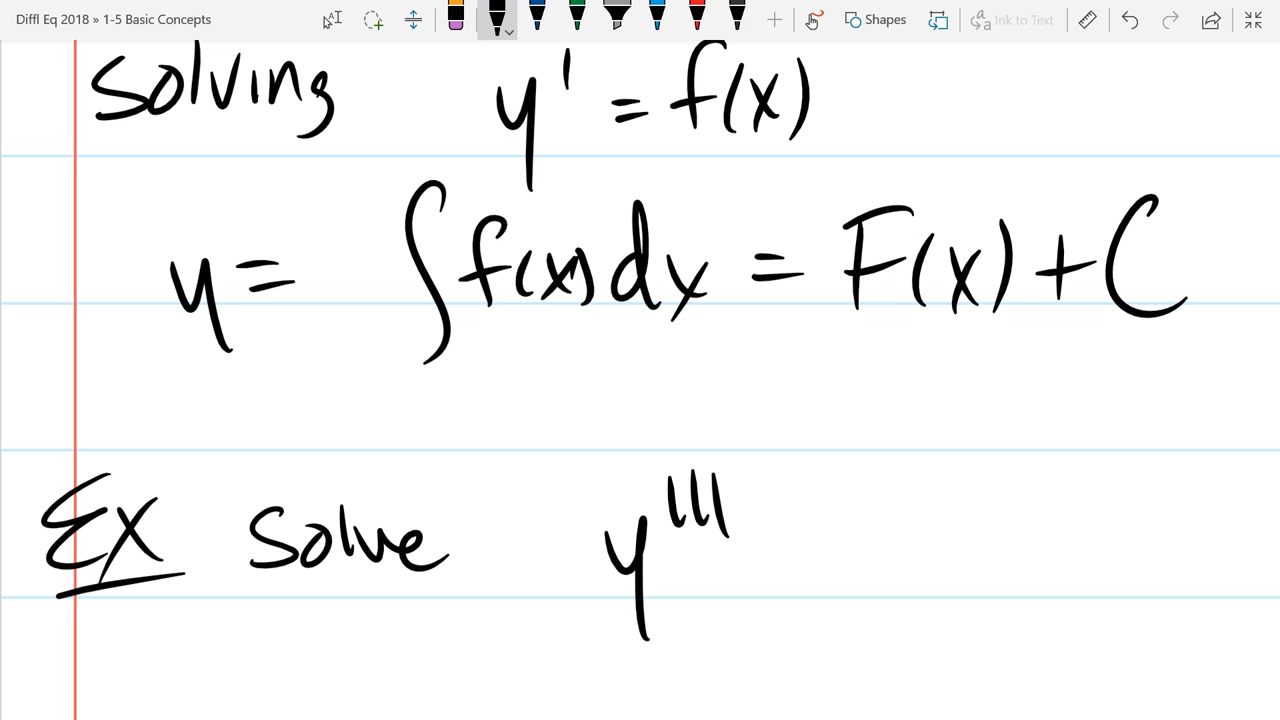 Diffl Eq 2018 » 1-5 Basic Concepts Shapes Ink to Text
solving y' = f(x)
y = ∫f(x)dx = F(x)+C
Ex solve y'''